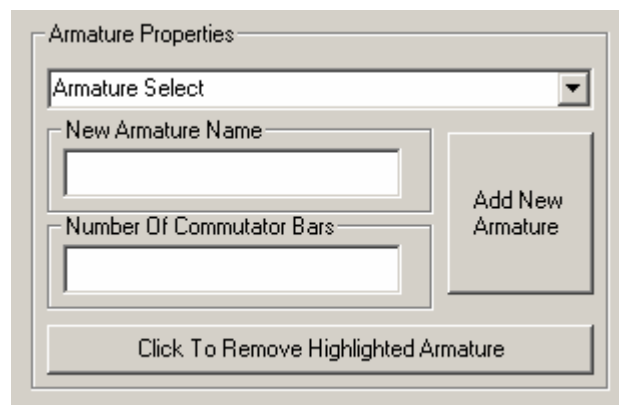 Armature Properties
Armature Select
New Armature Name
Number Of Commutator Bars
Add New
Armature
Click To Remove Highlighted Armature